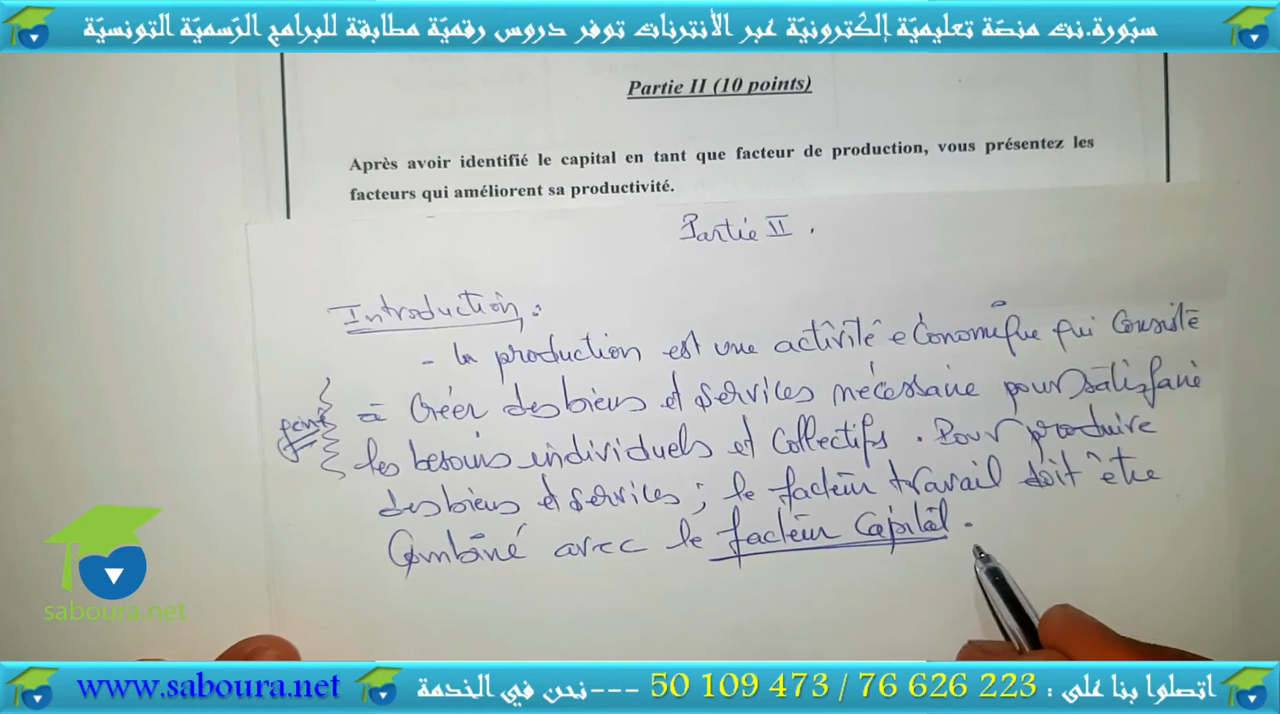 سبّورة.نت منصّة تعليميّة إلكترونيّة عبر الأنترنات توفر دروس رقميّة مطابقة للبرامج الرّسميّة التونسيّة
Partie II (10 points)
Après avoir identifié le capital en tant que facteur de production, vous présentez les
facteurs qui améliorent sa productivité.
Partie II.
Introduction :
- La production est une activité économique qui consiste
à créer des biens et services nécessaire pour satisfaire
les besoins individuels et collectifs. Pour produire
des biens et services; le facteur travail doit être
Combiné avec le facteur Capital.
saboura.net
www.saboura.net اتصلوا بنا على : 50 109 473 / 76 626 223 ---نحن في الخدمة